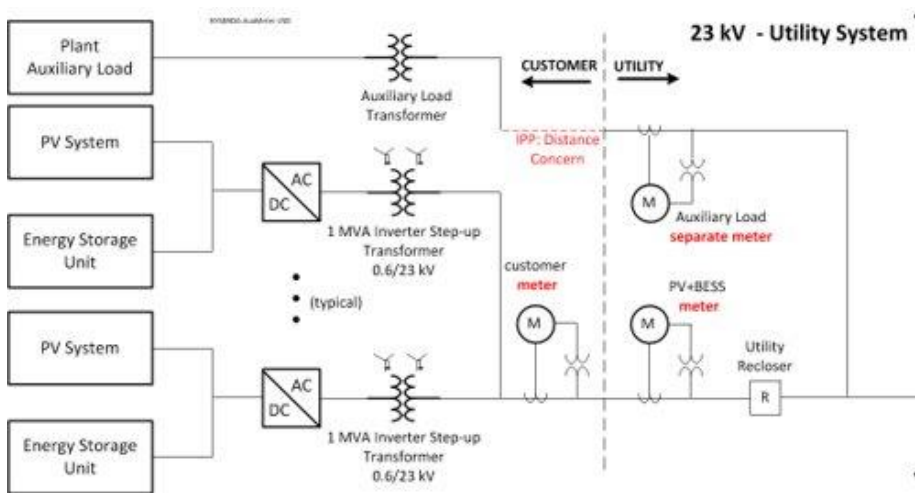 23 kV - Utility System
Plant
Auxiliary Load
CUSTOMER
UTILITY
Auxiliary Load
Transformer
PV System
IPP: Distance
Concern
AC
DC
M
Auxiliary Load
separate meter
1 MVA Inverter Step-up
Transformer
0.6/23 kV
Energy Storage
Unit
customer
meter
PV+BESS
meter
(typical)
M
M
PV System
Utility
Recloser
R
AC
DC
1 MVA Inverter Step-up
Transformer
0.6/23 kV
Energy Storage
Unit